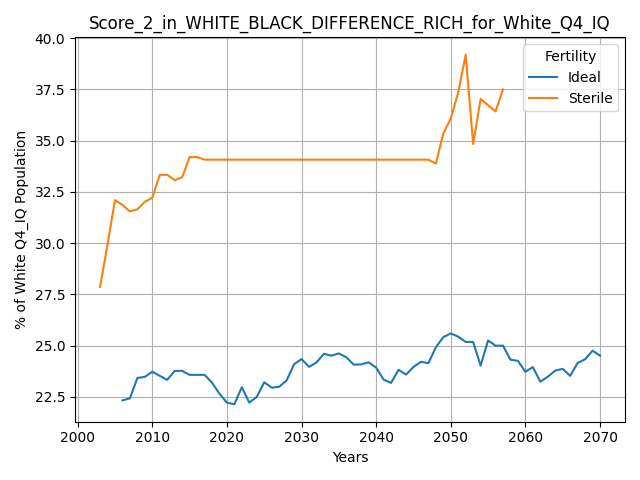 Score_2_in_WHITE_BLACK_DIFFERENCE_RICH_for_White_Q4_IQ
Fertility
Ideal
Sterile
% of White Q4_IQ Population
40.0
37.5
35.0
32.5
30.0
27.5
25.0
22.5
2000 2010 2020 2030 2040 2050 2060 2070
Years